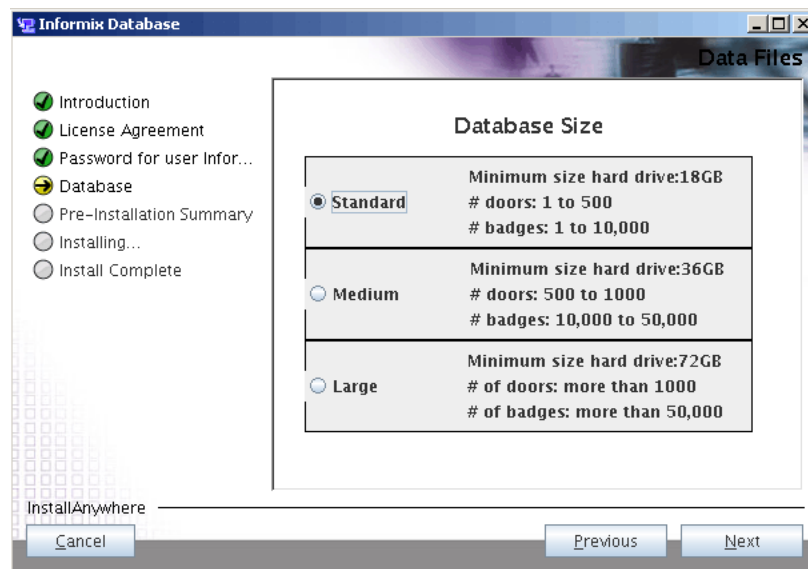 Informix Database
Data Files
Introduction
License Agreement
Password for user Infor...
Database
Pre-Installation Summary
Installing...
Install Complete
Database Size
Standard
Minimum size hard drive:18GB
# doors: 1 to 500
# badges: 1 to 10,000
Medium
Minimum size hard drive:36GB
# doors: 500 to 1000
# badges: 10,000 to 50,000
Large
Minimum size hard drive:72GB
# of doors: more than 1000
# of badges: more than 50,000
InstallAnywhere
Cancel
Previous
Next